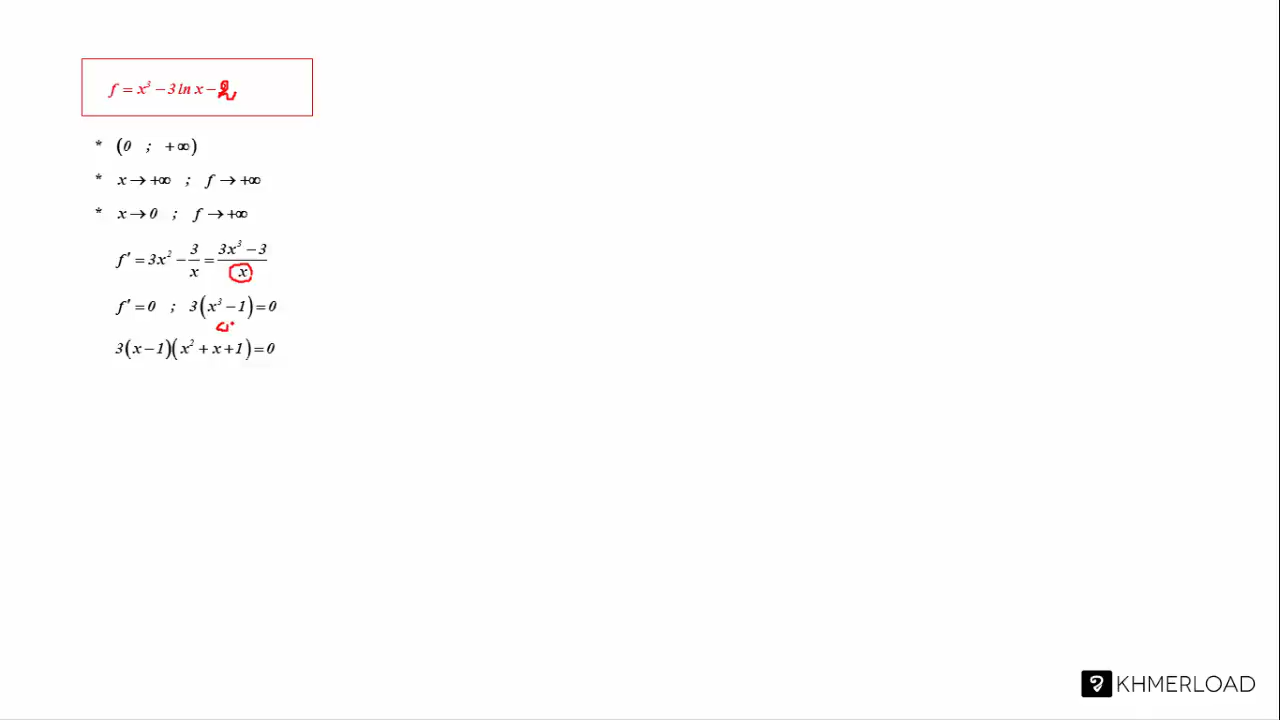 f = x³ − 3 ln x −
* (0 ; +∞)
* x → +∞ ; f → +∞
* x → 0 ; f → +∞
f′ = 3x² − 3/x = (3x³ − 3)/x
f′ = 0 ; 3(x³ − 1) = 0
3(x − 1)(x² + x + 1) = 0
KHMERLOAD